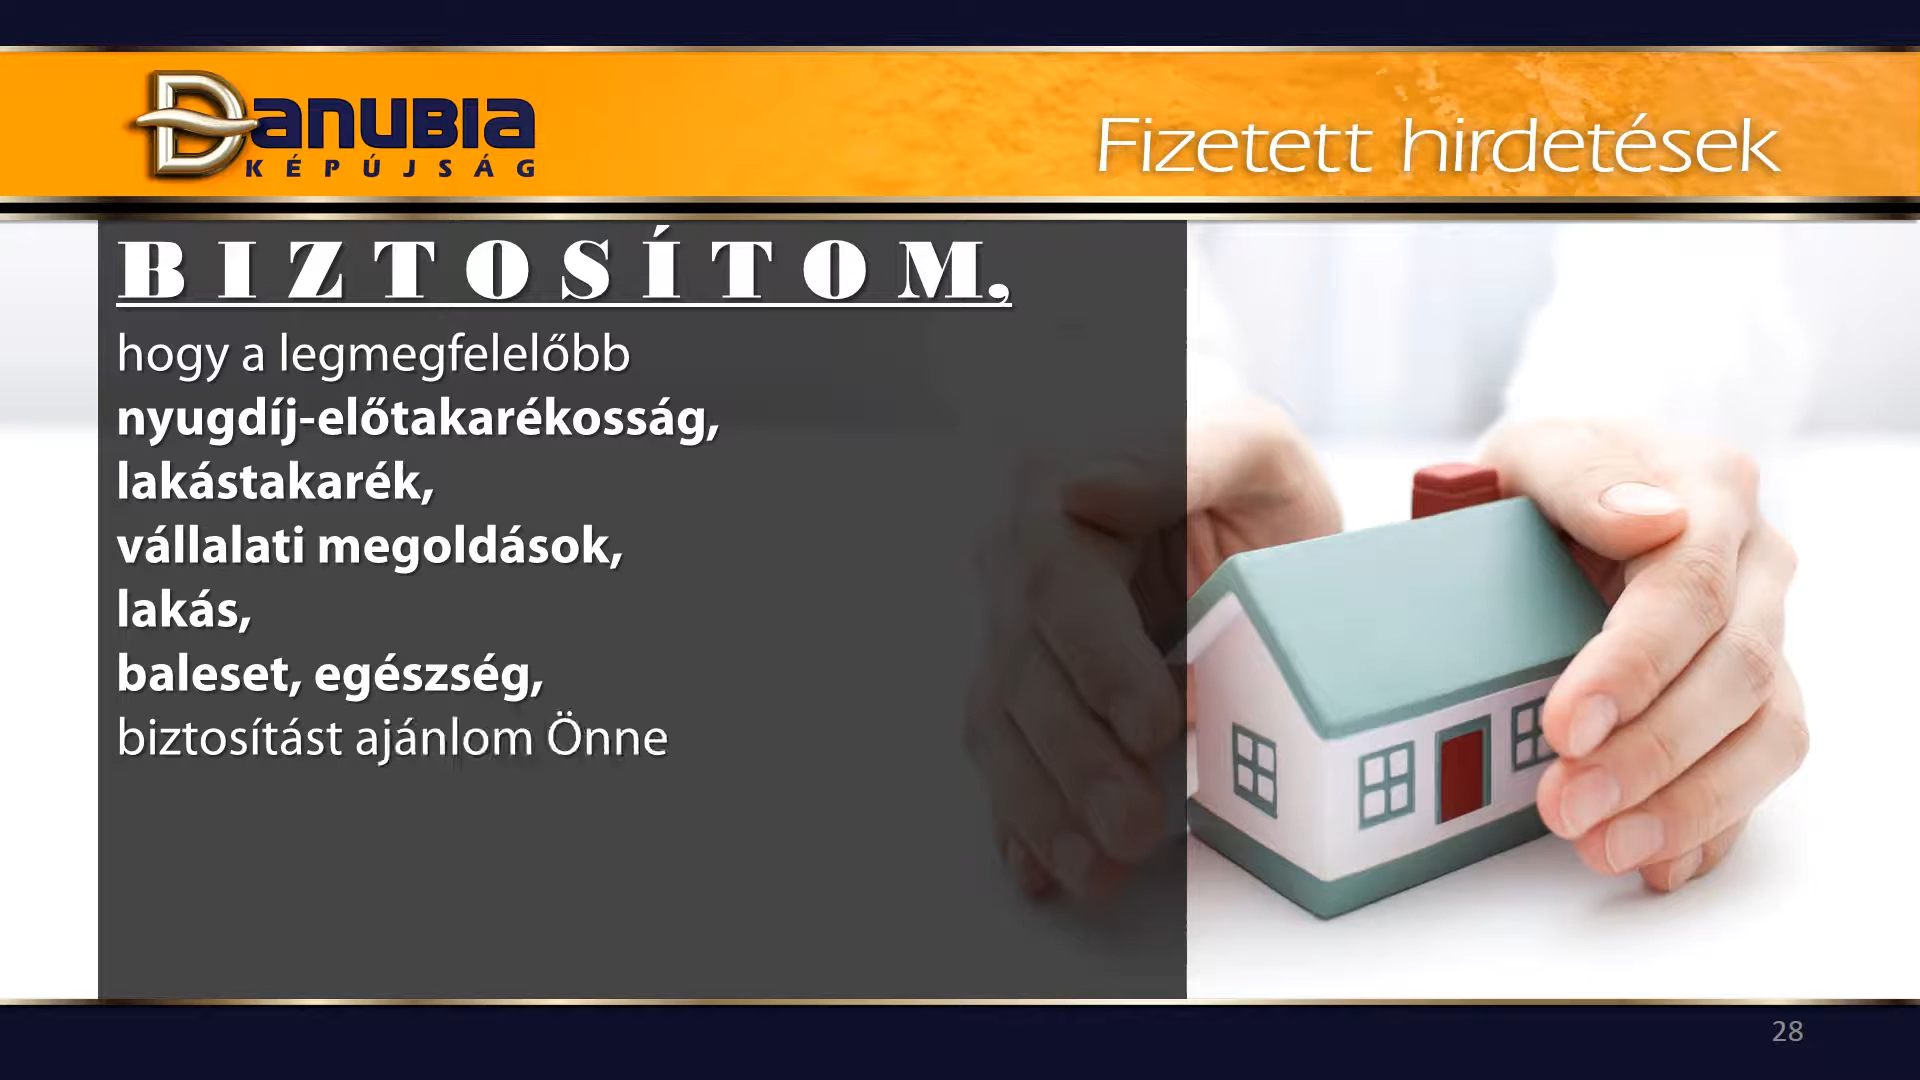 Danubia
KÉPÚJSÁG
Fizetett hirdetések
BIZTOSÍTOM,
hogy a legmegfelelőbb
nyugdíj-előtakarékosság,
lakástakarék,
vállalati megoldások,
lakás,
baleset, egészség,
biztosítást ajánlom Önne
28